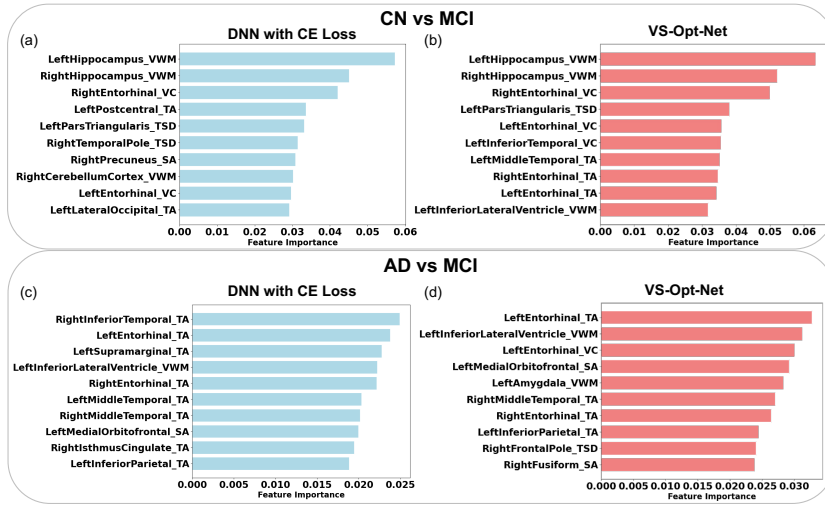 CN vs MCI
(a)
DNN with CE Loss
LeftHippocampus_VWM
RightHippocampus_VWM
RightEntorhinal_VC
LeftPostcentral_TA
LeftParsTriangularis_TSD
RightTemporalPole_TSD
RightPrecuneus_SA
RightCerebellumCortex_VWM
LeftEntorhinal_VC
LeftLateralOccipital_TA
0.00 0.01 0.02 0.03 0.04 0.05 0.06
Feature Importance
(b)
VS-Opt-Net
LeftHippocampus_VWM
RightHippocampus_VWM
RightEntorhinal_VC
LeftParsTriangularis_TSD
LeftEntorhinal_VC
LeftInferiorTemporal_VC
LeftMiddleTemporal_TA
RightEntorhinal_TA
LeftEntorhinal_TA
LeftInferiorLateralVentricle_VWM
0.00 0.01 0.02 0.03 0.04 0.05 0.06
Feature Importance
AD vs MCI
(c)
DNN with CE Loss
RightInferiorTemporal_TA
LeftEntorhinal_TA
LeftSupramarginal_TA
LeftInferiorLateralVentricle_VWM
RightEntorhinal_TA
LeftMiddleTemporal_TA
RightMiddleTemporal_TA
LeftMedialOrbitofrontal_SA
RightIsthmusCingulate_TA
LeftInferiorParietal_TA
0.000 0.005 0.010 0.015 0.020 0.025
Feature Importance
(d)
VS-Opt-Net
LeftEntorhinal_TA
LeftInferiorLateralVentricle_VWM
LeftEntorhinal_VC
LeftMedialOrbitofrontal_SA
LeftAmygdala_VWM
RightMiddleTemporal_TA
RightEntorhinal_TA
LeftInferiorParietal_TA
RightFrontalPole_TSD
RightFusiform_SA
0.000 0.005 0.010 0.015 0.020 0.025 0.030
Feature Importance